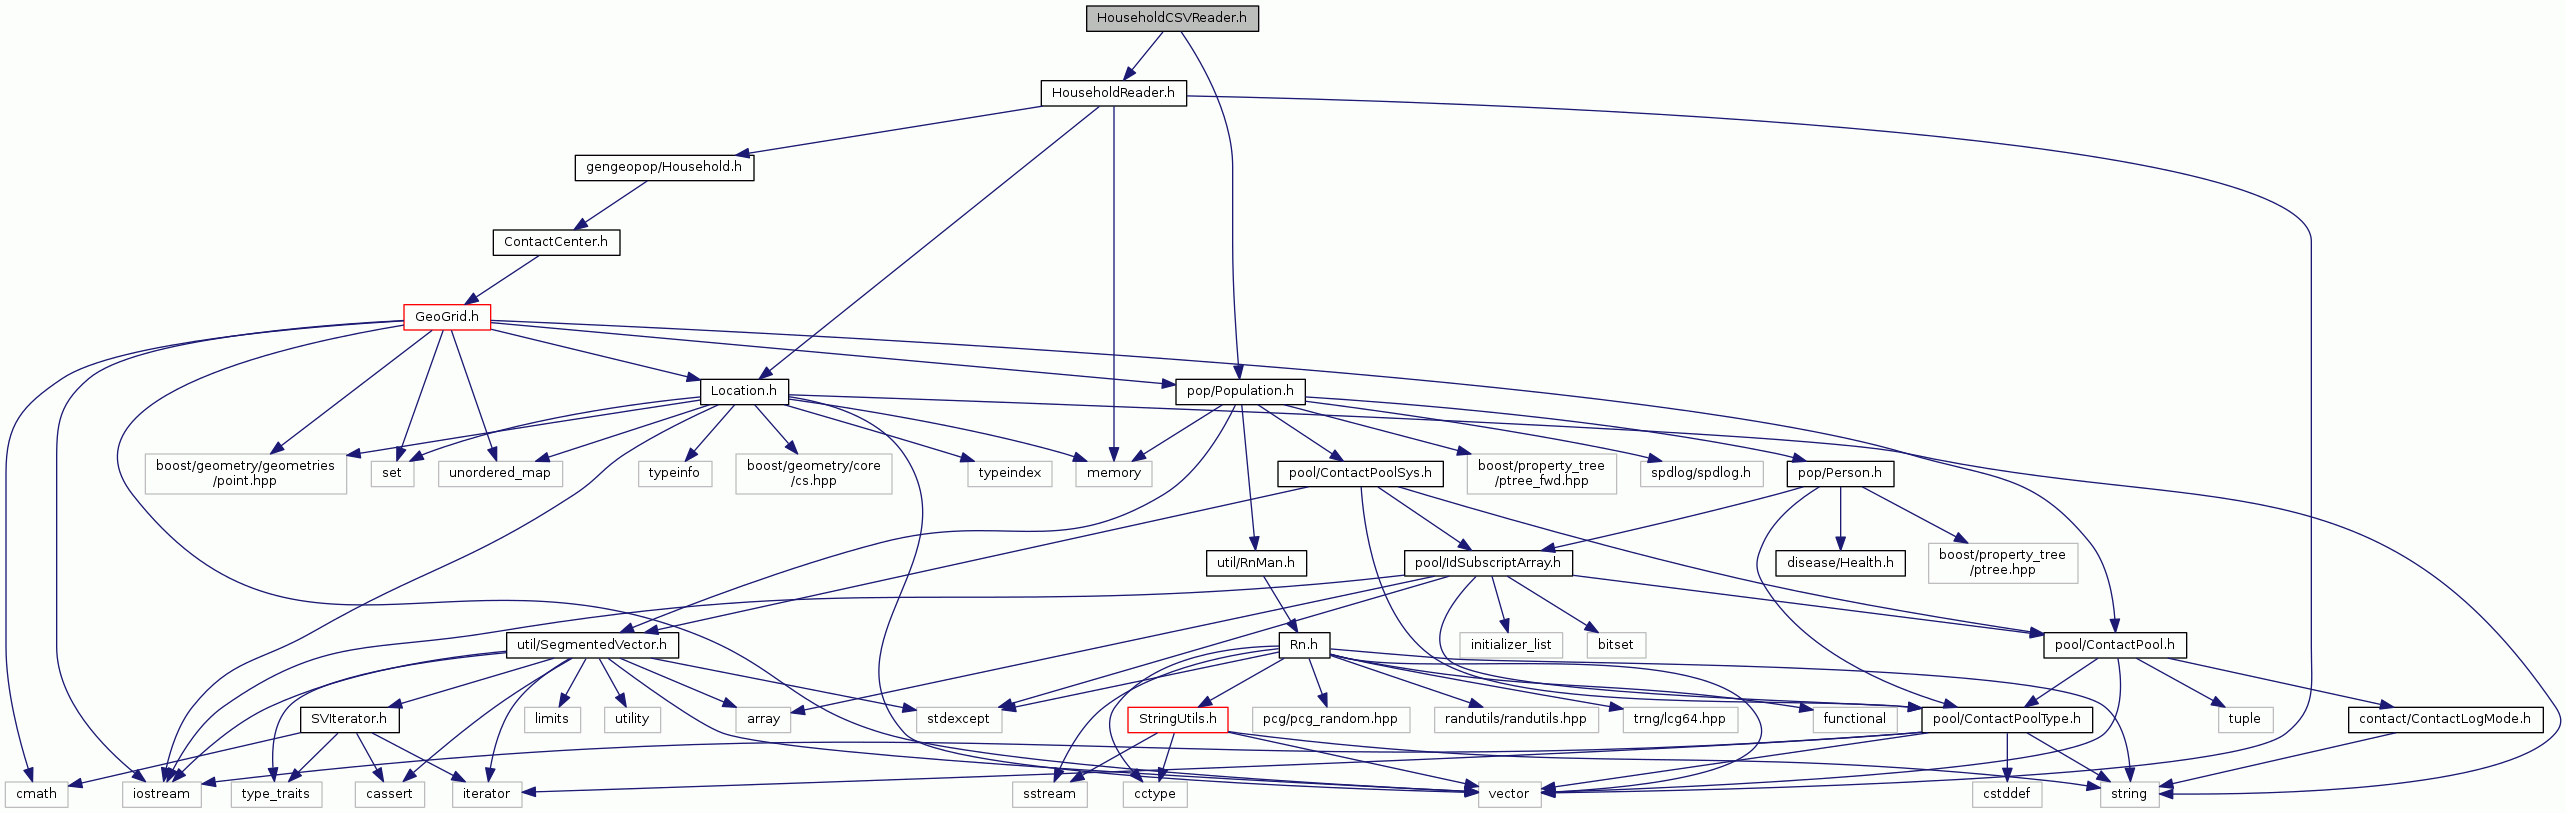 HouseholdCSVReader.h
HouseholdReader.h
gengeopop/Household.h
ContactCenter.h
GeoGrid.h
Location.h
pop/Population.h
boost/geometry/geometries
/point.hpp
set
unordered_map
typeinfo
boost/geometry/core
/cs.hpp
typeindex
memory
pool/ContactPoolSys.h
boost/property_tree
/ptree_fwd.hpp
spdlog/spdlog.h
pop/Person.h
util/RnMan.h
pool/IdSubscriptArray.h
disease/Health.h
boost/property_tree
/ptree.hpp
util/SegmentedVector.h
Rn.h
initializer_list
bitset
pool/ContactPool.h
SVIterator.h
limits
utility
array
stdexcept
StringUtils.h
pcg/pcg_random.hpp
randutils/randutils.hpp
trng/lcg64.hpp
functional
pool/ContactPoolType.h
tuple
contact/ContactLogMode.h
cmath
iostream
type_traits
cassert
iterator
sstream
cctype
vector
cstddef
string